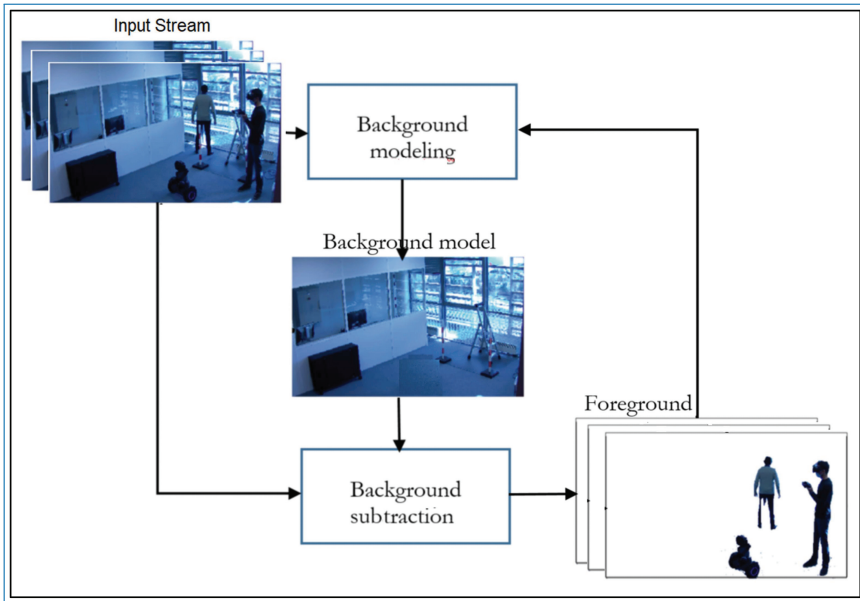 Input Stream
Background
modeling
Background model
Foreground
Background
subtraction